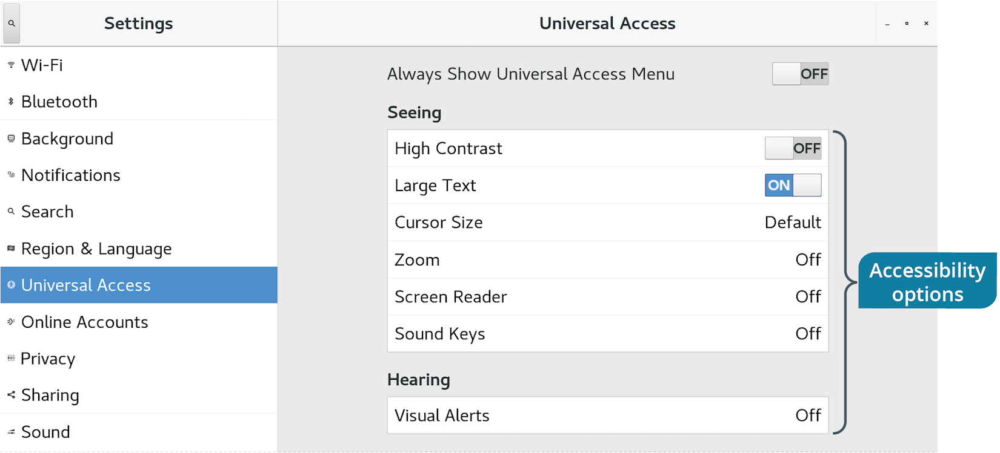 Settings
Universal Access
Wi-Fi
Bluetooth
Background
Notifications
Search
Region & Language
Universal Access
Online Accounts
Privacy
Sharing
Sound
Always Show Universal Access Menu OFF
Seeing
High Contrast OFF
Large Text ON
Cursor Size Default
Zoom Off
Screen Reader Off
Sound Keys Off
Hearing
Visual Alerts Off
Accessibility
options